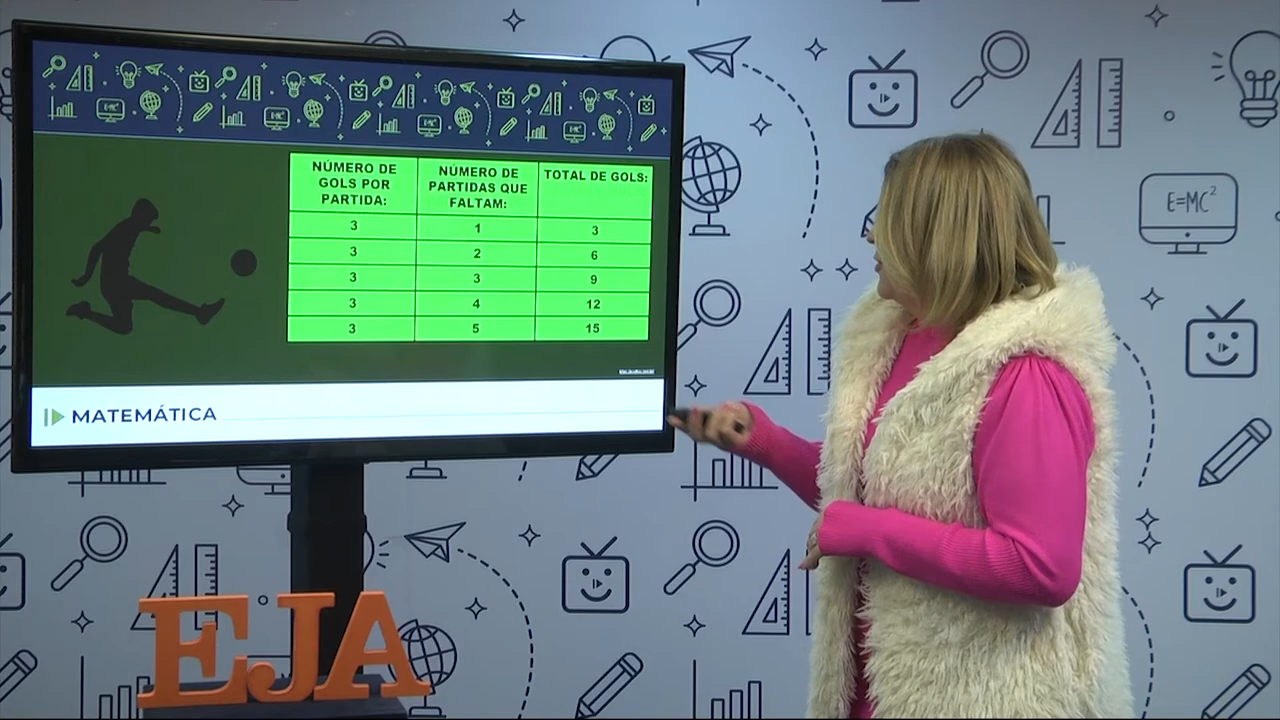 NÚMERO DE GOLS POR PARTIDA:
NÚMERO DE PARTIDAS QUE FALTAM:
TOTAL DE GOLS:
3 1 3
3 2 6
3 3 9
3 4 12
3 5 15
MATEMÁTICA
E=MC²
EJA